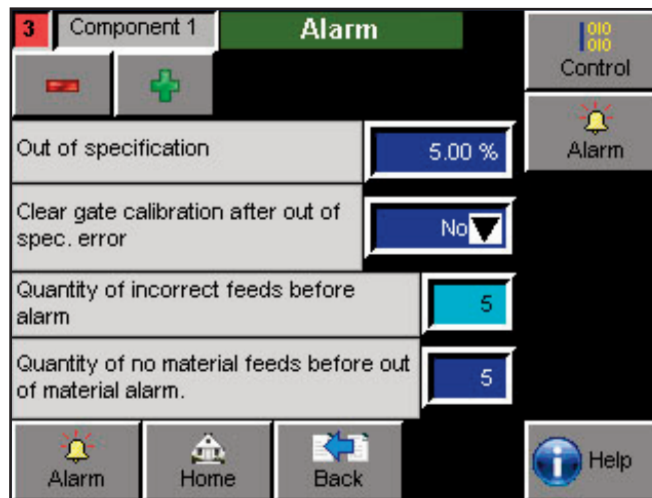 3 Component 1 Alarm
010
010
Control
Alarm
Out of specification 5.00 %
Clear gate calibration after out of
spec. error
No
Quantity of incorrect feeds before
alarm
5
Quantity of no material feeds before out
of material alarm.
5
Alarm Home Back Help